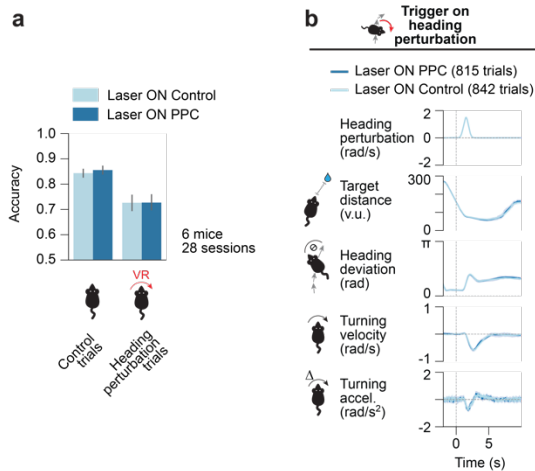 a
Laser ON Control
Laser ON PPC
Accuracy
1.0
0.9
0.8
0.7
0.6
0.5
6 mice
28 sessions
VR
Control
trials
Heading
perturbation
trials
b
Trigger on
heading
perturbation
Laser ON PPC (815 trials)
Laser ON Control (842 trials)
Heading
perturbation
(rad/s)
2
0
-2
Target
distance
(v.u.)
300
0
Heading
deviation
(rad)
π
0
Turning
velocity
(rad/s)
1
-1
Δ
Turning
accel.
(rad/s²)
2
0
-2
-2 0 5
Time (s)